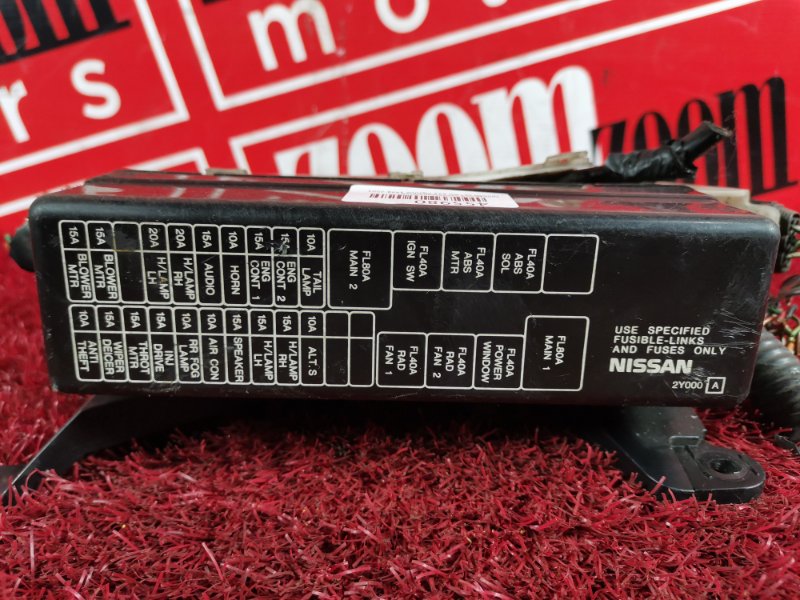 zoom
rs
mo
zoom
zoom
455980
15A BLOWER MTR
15A BLOWER MTR
20A H/LAMP LH
20A H/LAMP RH
15A AUDIO
10A HORN
15A ENG CONT 1
15A ENG CONT 2
10A TAIL LAMP
FL80A MAIN 2
FL40A IGN SW
FL40A ABS MTR
FL40A ABS SOL
10A ANTI THEFT
15A WIPER DEICER
15A THROT MTR
15A INJ DRIVE
10A RR FOG LAMP
10A AIR CON
15A SPEAKER
15A H/LAMP LH
15A H/LAMP RH
10A ALT.S
FL40A RAD FAN 1
FL40A RAD FAN 2
FL40A POWER WINDOW
FL80A MAIN 1
USE SPECIFIED
FUSIBLE-LINKS
AND FUSES ONLY
NISSAN
2Y000 A